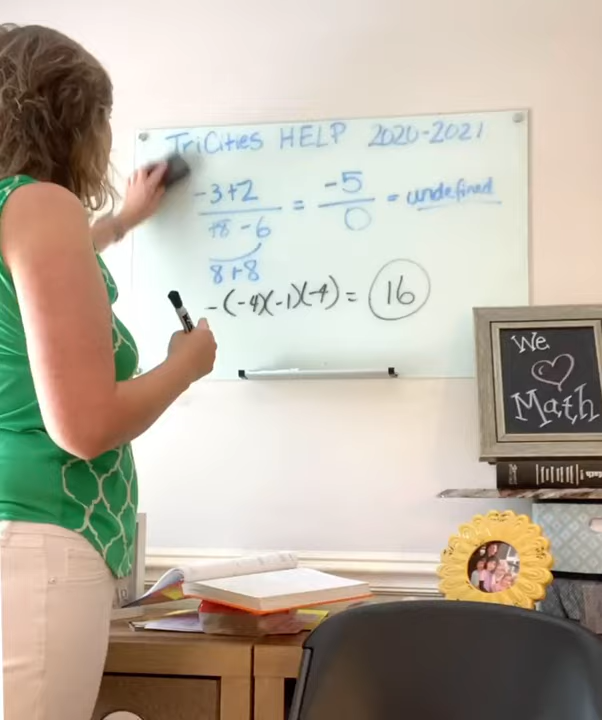 TriCities HELP 2020-2021
-3+2 / +8 -6 = -5 / 0 = undefined
8+8
-(-4)(-1)(-4) = 16
We
Math